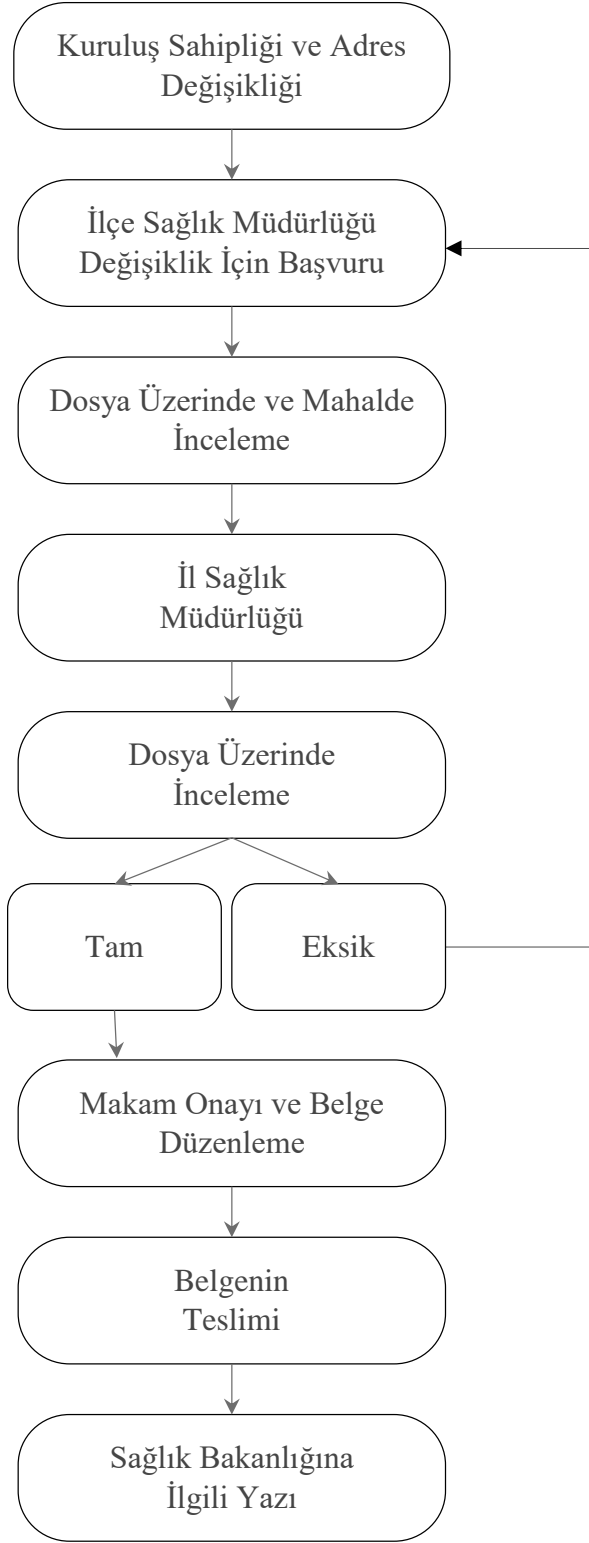 Kuruluş Sahipliği ve Adres
Değişikliği
İlçe Sağlık Müdürlüğü
Değişiklik İçin Başvuru
Dosya Üzerinde ve Mahalde
İnceleme
İl Sağlık
Müdürlüğü
Dosya Üzerinde
İnceleme
Tam
Eksik
Makam Onayı ve Belge
Düzenleme
Belgenin
Teslimi
Sağlık Bakanlığına
İlgili Yazı